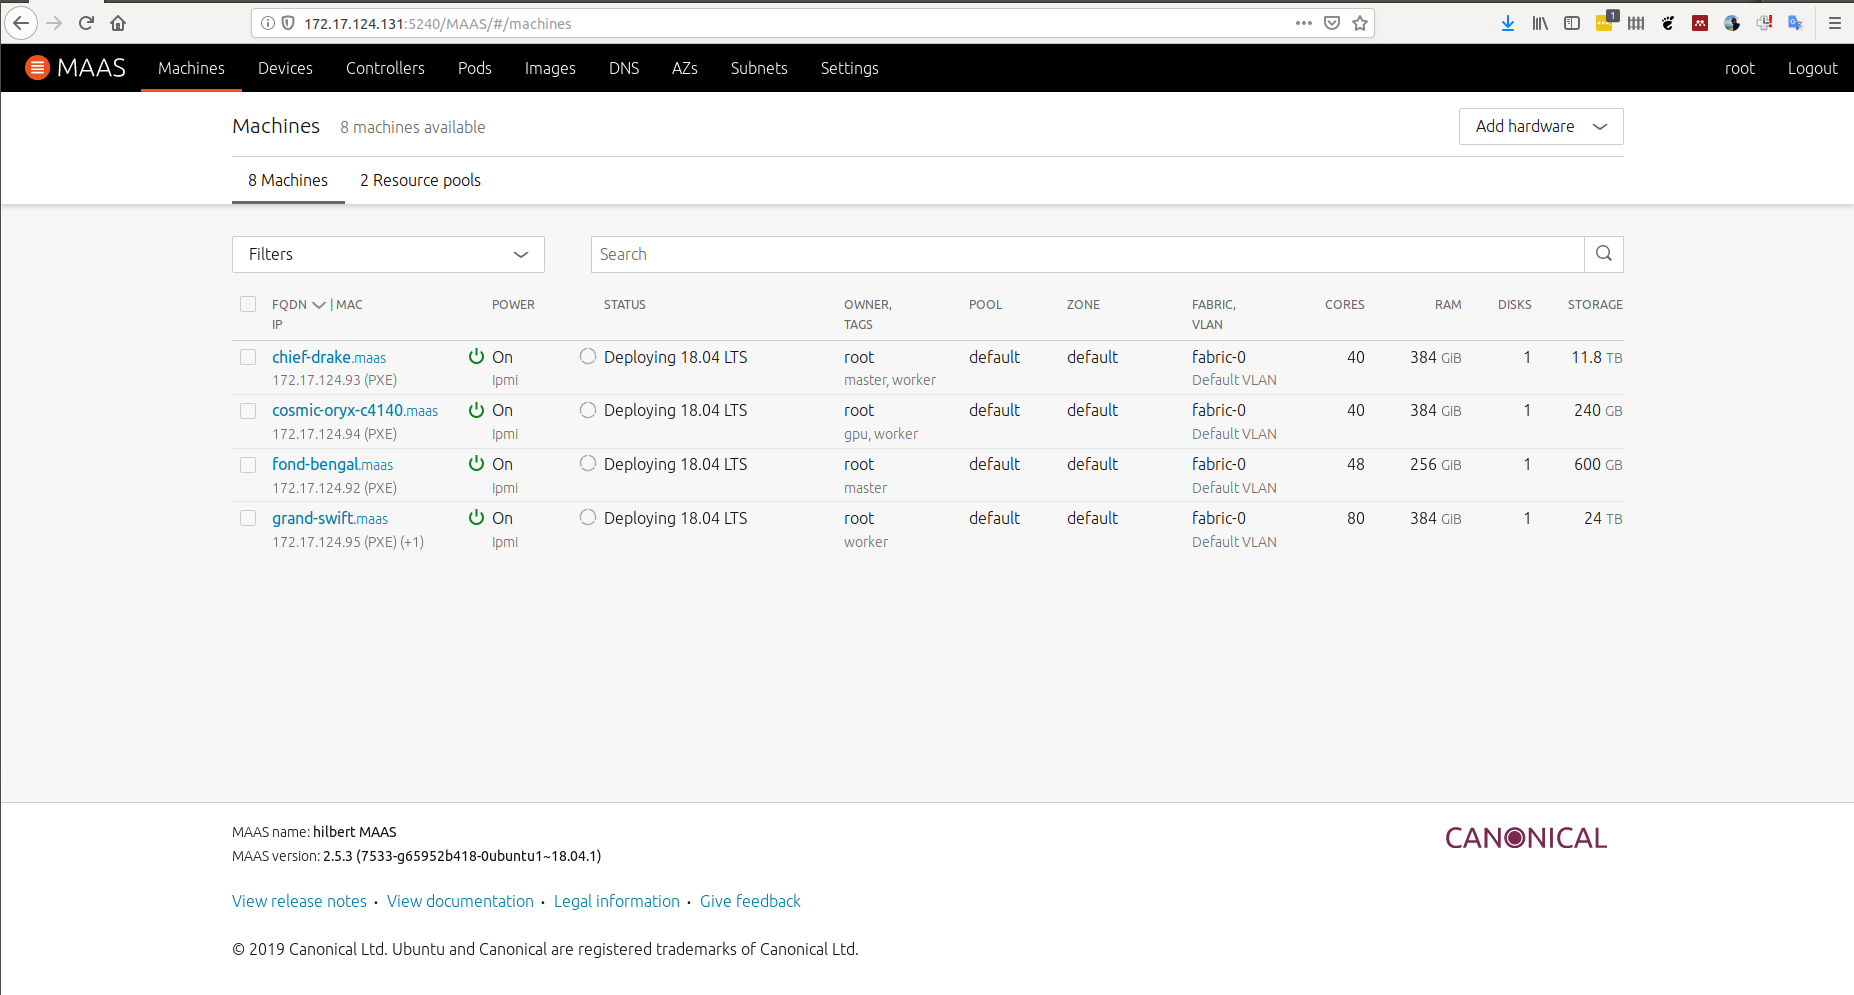 172.17.124.131:5240/MAAS/#/machines
1
MAAS Machines Devices Controllers Pods Images DNS AZs Subnets Settings root Logout
Machines 8 machines available Add hardware
8 Machines 2 Resource pools
Filters Search
FQDN | MAC POWER STATUS OWNER, POOL ZONE FABRIC, CORES RAM DISKS STORAGE
IP TAGS VLAN
chief-drake.maas On Deploying 18.04 LTS root default default fabric-0 40 384 GiB 1 11.8 TB
172.17.124.93 (PXE) Ipmi master, worker Default VLAN
cosmic-oryx-c4140.maas On Deploying 18.04 LTS root default default fabric-0 40 384 GiB 1 240 GB
172.17.124.94 (PXE) Ipmi gpu, worker Default VLAN
fond-bengal.maas On Deploying 18.04 LTS root default default fabric-0 48 256 GiB 1 600 GB
172.17.124.92 (PXE) Ipmi master Default VLAN
grand-swift.maas On Deploying 18.04 LTS root default default fabric-0 80 384 GiB 1 24 TB
172.17.124.95 (PXE) (+1) Ipmi worker Default VLAN
MAAS name: hilbert MAAS
CANONICAL
MAAS version: 2.5.3 (7533-g65952b418-0ubuntu1~18.04.1)
View release notes • View documentation • Legal information • Give feedback
© 2019 Canonical Ltd. Ubuntu and Canonical are registered trademarks of Canonical Ltd.